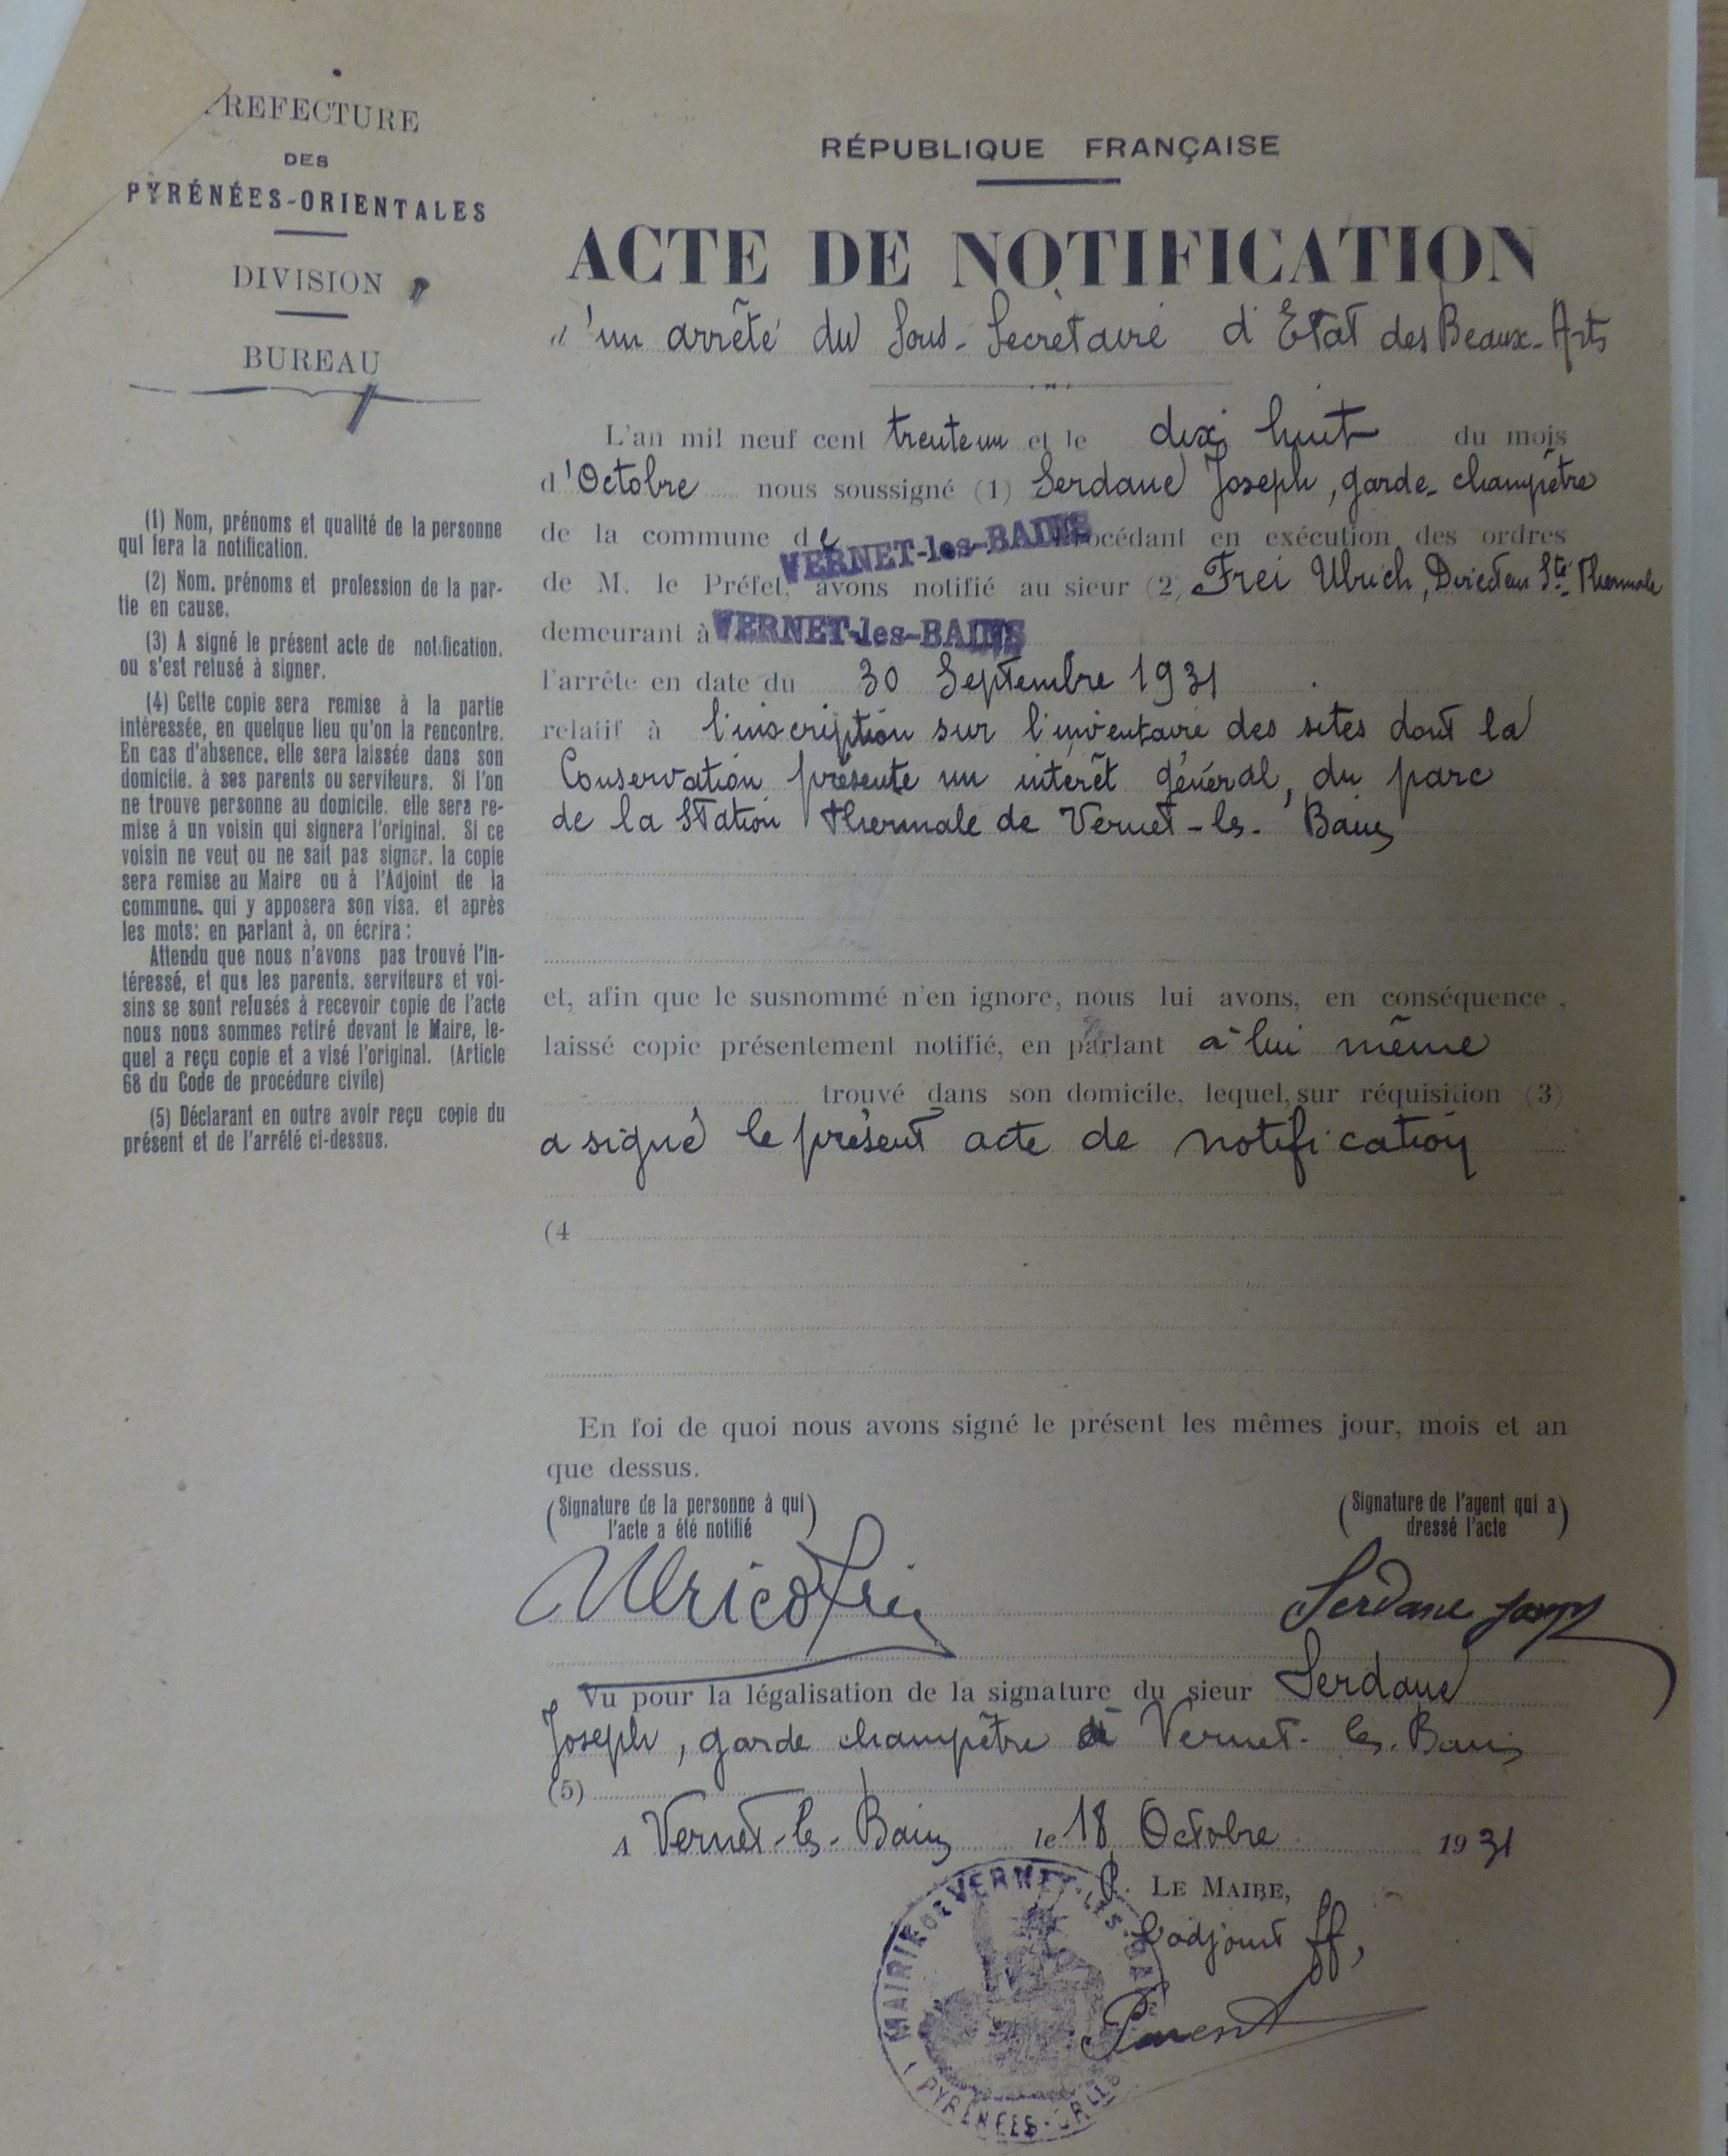 PREFECTURE
DES
PYRÉNÉES-ORIENTALES
DIVISION
BUREAU
(1) Nom, prénoms et qualité de la personne
qui fera la notification.
(2) Nom. prénoms et profession de la par-
tie en cause.
(3) A signé le présent acte de notification.
ou s'est refusé à signer.
(4) Cette copie sera remise à la partie
intéressée, en quelque lieu qu'on la rencontre.
En cas d'absence. elle sera laissée dans son
domicile. à ses parents ou serviteurs. Si l'on
ne trouve personne au domicile. elle sera re-
mise à un voisin qui signera l'original. Si ce
voisin ne veut ou ne sait pas signer. la copie
sera remise au Maire ou à l'Adjoint de la
commune. qui y apposera son visa. et après
les mots: en parlant à, on écrira :
Attendu que nous n'avons pas trouvé l'in-
téressé, et que les parents. serviteurs et voi-
sins se sont refusés à recevoir copie de l'acte
nous nous sommes retiré devant le Maire, le-
quel a reçu copie et a visé l'original. (Article
68 du Code de procédure civile)
(5) Déclarant en outre avoir reçu copie du
présent et de l'arrêté ci-dessus.
RÉPUBLIQUE FRANÇAISE
ACTE DE NOTIFICATION
d'un arrêté du Sous-Secrètaire d'Etat des Beaux-Arts
L'an mil neuf cent trente un et le dix huit du mois
d'Octobre nous soussigné (1) Serdane Joseph, garde-champêtre
de la commune de VERNET-les-BAINS procédant en exécution des ordres
de M. le Préfet, avons notifié au sieur (2) Frei Ulrich, Directeur Sté Thermale
demeurant à VERNET-les-BAINS
l'arrête en date du 30 Septembre 1931
relatif à l'inscription sur l'inventaire des sites dont la
Conservation présente un intérêt général, du parc
de la Station thermale de Vernet-les-Bains
et, afin que le susnommé n'en ignore, nous lui avons, en conséquence,
laissé copie présentement notifié, en parlant à lui même
trouvé dans son domicile, lequel, sur réquisition (3)
a signé le présent acte de notification
(4
En foi de quoi nous avons signé le présent les mêmes jour, mois et an
que dessus.
(Signature de la personne à qui
l'acte a été notifié)
(Signature de l'agent qui a
dressé l'acte)
Ulrico Frei
Serdane Joseph
Vu pour la légalisation de la signature du sieur Serdane
Joseph, garde champêtre à Vernet-les-Bains
(5)
A Vernet-les-Bains le 18 Octobre 1931
P. LE MAIRE,
L'adjoint ff,
MAIRIE DE VERNET-LES-BAINS
PYRÉNÉES-ORLES